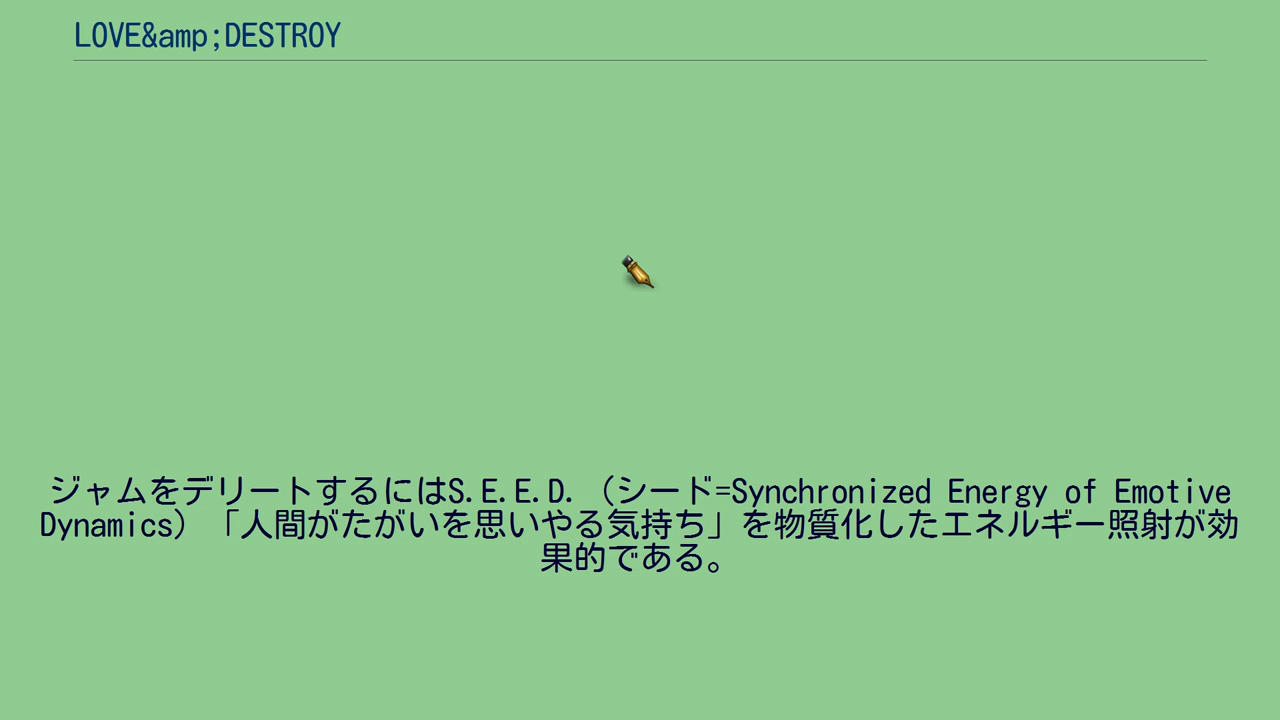 LOVE&amp;DESTROY
ジャムをデリートするにはS.E.E.D.（シード=Synchronized Energy of Emotive
Dynamics）「人間がたがいを思いやる気持ち」を物質化したエネルギー照射が効
果的である。